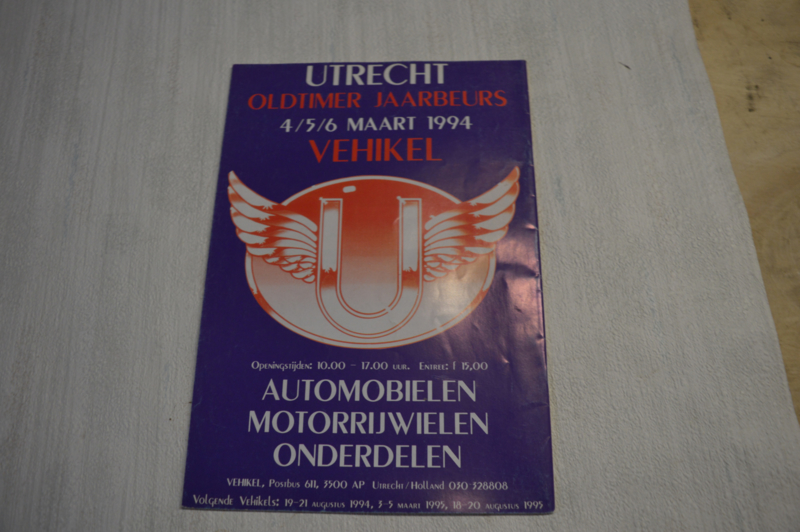 UTRECHT
OLDTIMER JAARBEURS
4/5/6 MAART 1994
VEHIKEL
U
Openingstijden: 10.00 - 17.00 uur. Entree: f 15,00
AUTOMOBIELEN
MOTORRIJWIELEN
ONDERDELEN
VEHIKEL, Postbus 611, 3500 AP Utrecht/Holland 030 328808
Volgende Vehikels: 19-21 augustus 1994, 3-5 maart 1995, 18-20 augustus 1995